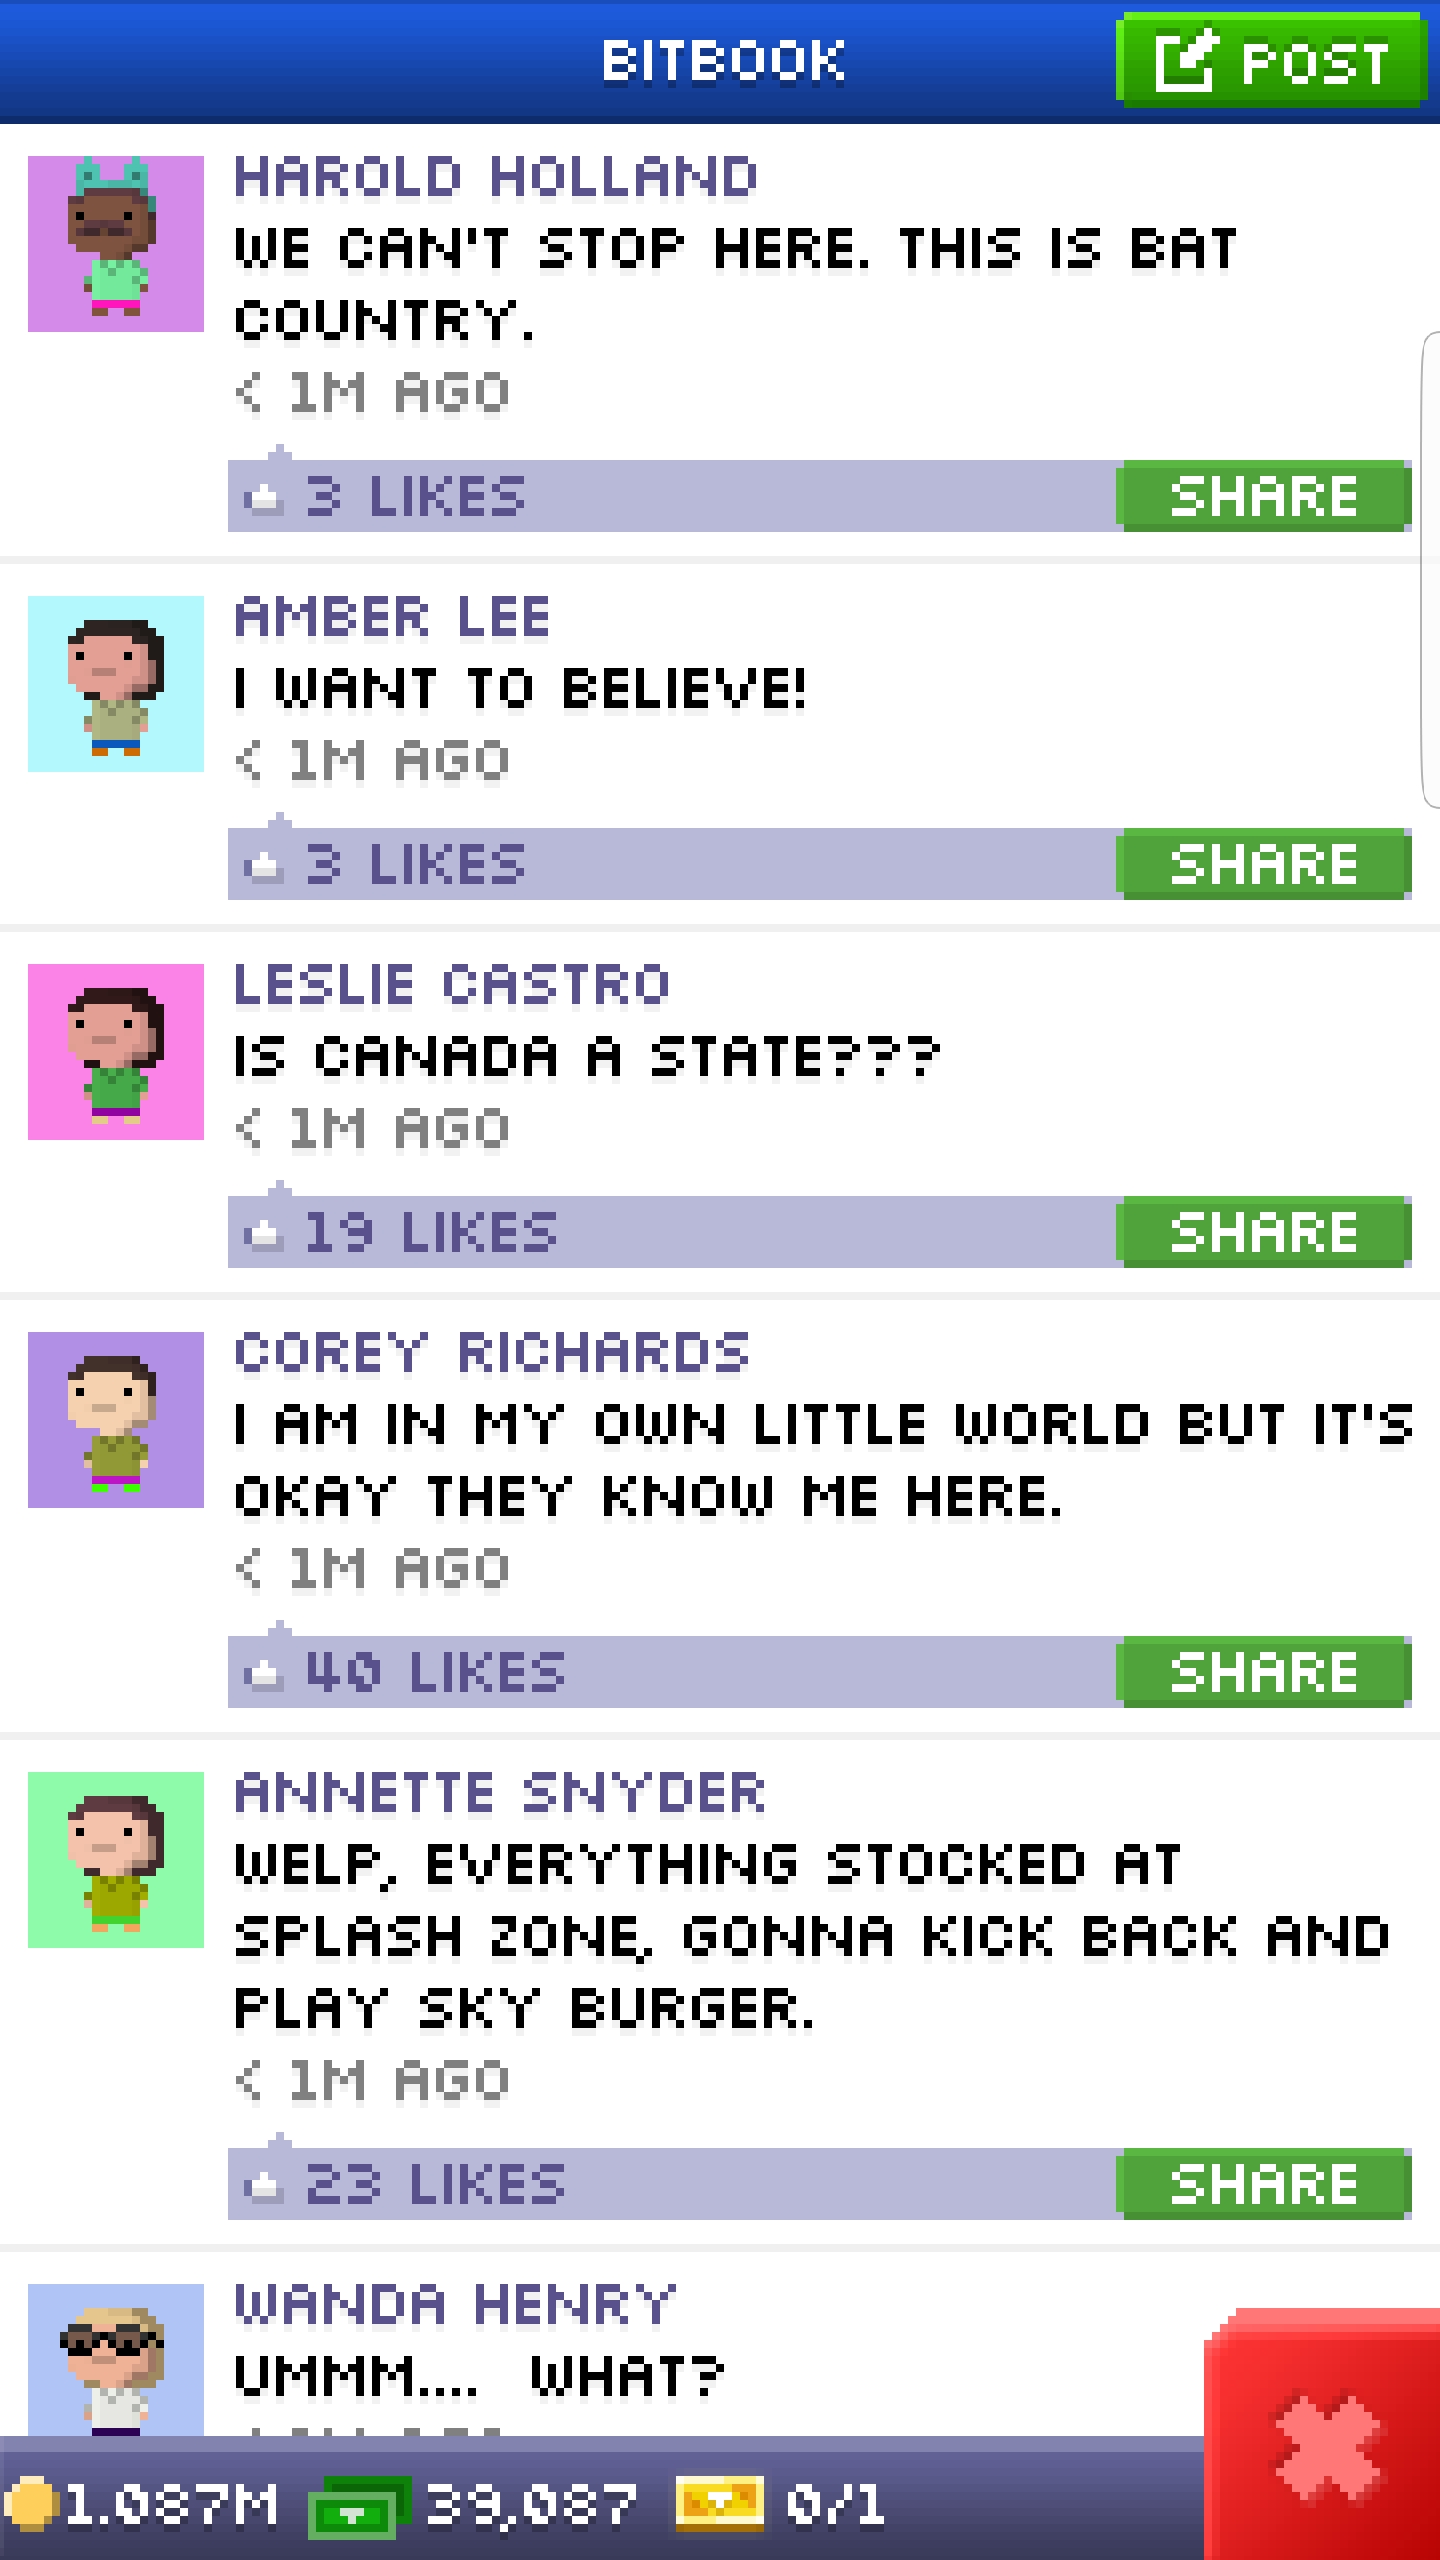 BITBOOK
POST
HAROLD HOLLAND
WE CAN'T STOP HERE. THIS IS BAT
COUNTRY.
< 1M AGO
3 LIKES
SHARE
AMBER LEE
I WANT TO BELIEVE!
< 1M AGO
3 LIKES
SHARE
LESLIE CASTRO
IS CANADA A STATE???
< 1M AGO
19 LIKES
SHARE
COREY RICHARDS
I AM IN MY OWN LITTLE WORLD BUT IT'S
OKAY THEY KNOW ME HERE.
< 1M AGO
40 LIKES
SHARE
ANNETTE SNYDER
WELP, EVERYTHING STOCKED AT
SPLASH ZONE, GONNA KICK BACK AND
PLAY SKY BURGER.
< 1M AGO
23 LIKES
SHARE
WANDA HENRY
UMMM.... WHAT?
1.087M 39,087 0/1